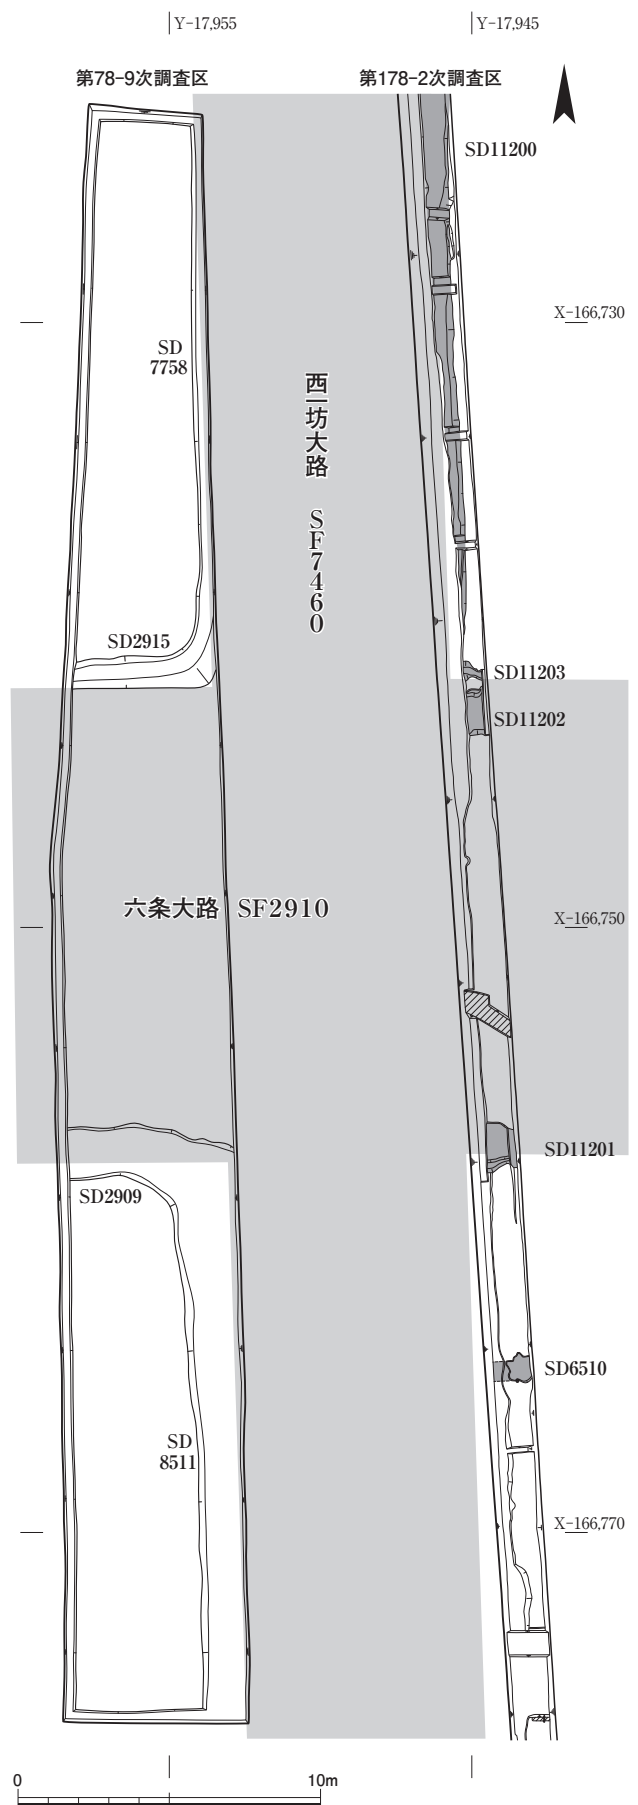 Y-17,955
Y-17,945
第78-9次調査区
第178-2次調査区
SD11200
X-166,730
SD
7758
西一坊大路 SF7460
SD2915
SD11203
SD11202
六条大路 SF2910
X-166,750
SD11201
SD2909
SD6510
SD
8511
X-166,770
0
10m